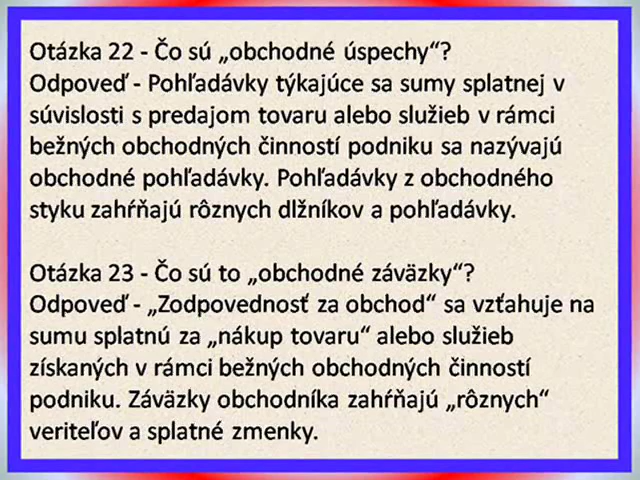 Otázka 22 - Čo sú „obchodné úspechy“?
Odpoveď - Pohľadávky týkajúce sa sumy splatnej v
súvislosti s predajom tovaru alebo služieb v rámci
bežných obchodných činností podniku sa nazývajú
obchodné pohľadávky. Pohľadávky z obchodného
styku zahŕňajú rôznych dlžníkov a pohľadávky.

Otázka 23 - Čo sú to „obchodné záväzky“?
Odpoveď - „Zodpovednosť za obchod“ sa vzťahuje na
sumu splatnú za „nákup tovaru“ alebo služieb
získaných v rámci bežných obchodných činností
podniku. Záväzky obchodníka zahŕňajú „rôznych“
veriteľov a splatné zmenky.